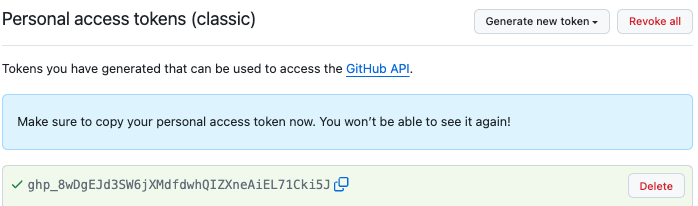 Personal access tokens (classic)
Generate new token
Revoke all
Tokens you have generated that can be used to access the GitHub API.
Make sure to copy your personal access token now. You won’t be able to see it again!
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
Delete